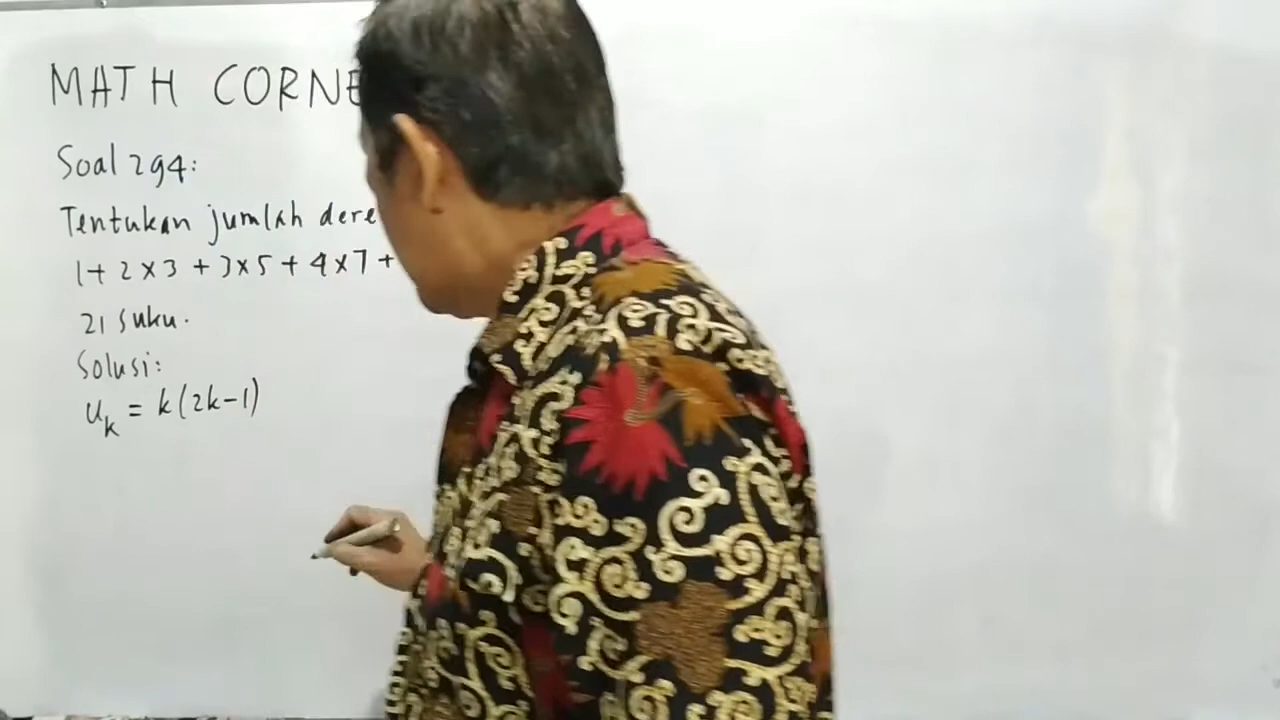 MATH CORNE
Soal 294:
Tentukan jumlah dere
1+ 2×3 +3×5 + 4×7 +
21 suku.
Solusi:
u_k = k(2k-1)